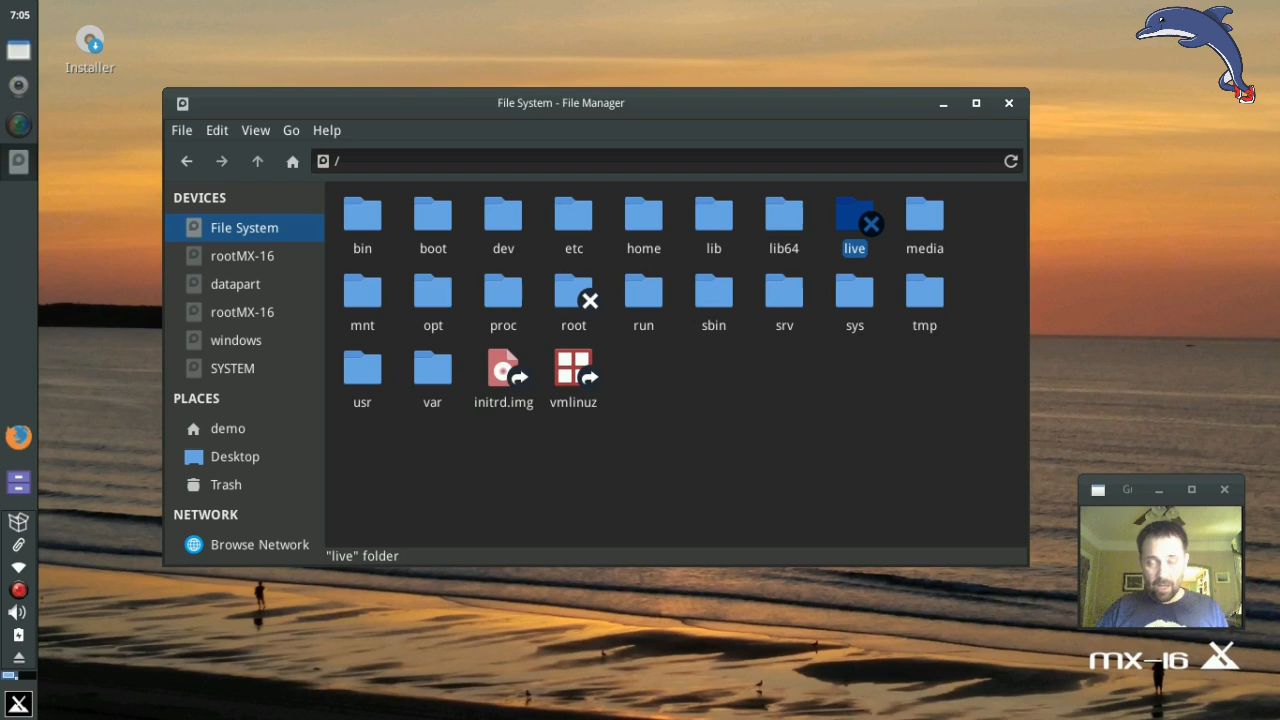 7:05
Installer
File System - File Manager
File Edit View Go Help
/
DEVICES
File System
rootMX-16
datapart
rootMX-16
windows
SYSTEM
PLACES
demo
Desktop
Trash
NETWORK
Browse Network
bin boot dev etc home lib lib64 live media
mnt opt proc root run sbin srv sys tmp
usr var initrd.img vmlinuz
"live" folder
mx-16